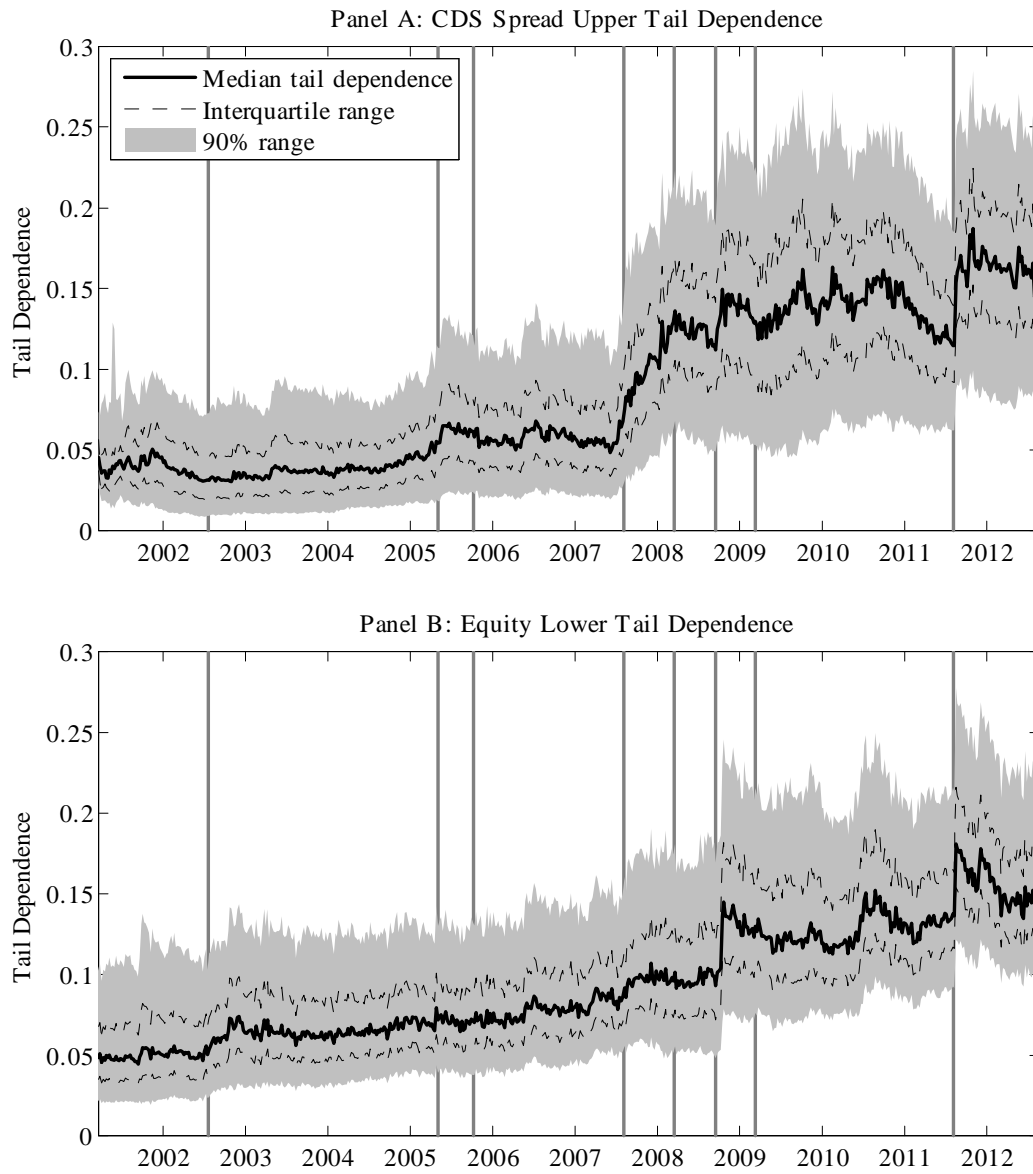 Panel A: CDS Spread Upper Tail Dependence
0.3
0.25
0.2
0.15
0.1
0.05
0
Tail Dependence
Median tail dependence
Interquartile range
90% range
2002 2003 2004 2005 2006 2007 2008 2009 2010 2011 2012
Panel B: Equity Lower Tail Dependence
0.3
0.25
0.2
0.15
0.1
0.05
0
Tail Dependence
2002 2003 2004 2005 2006 2007 2008 2009 2010 2011 2012